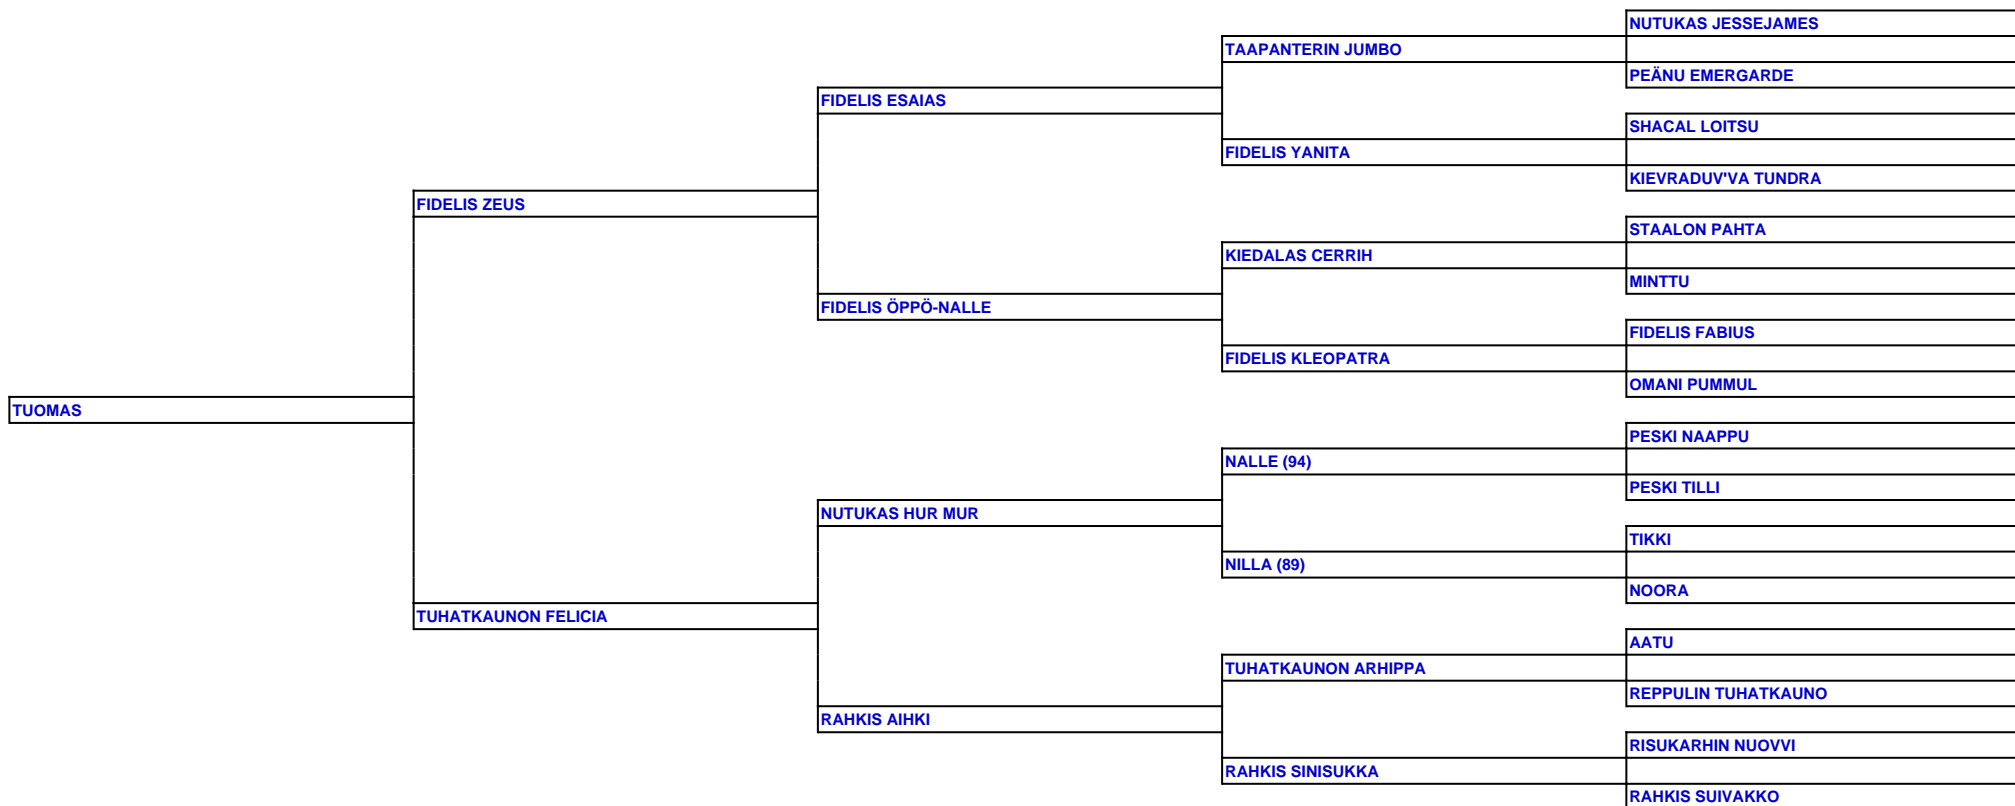 NUTUKAS JESSEJAMES
TAAPANTERIN JUMBO
PEÄNU EMERGARDE
FIDELIS ESAIAS
SHACAL LOITSU
FIDELIS YANITA
KIEVRADUV'VA TUNDRA
FIDELIS ZEUS
STAALON PAHTA
KIEDALAS CERRIH
MINTTU
FIDELIS ÖPPÖ-NALLE
FIDELIS FABIUS
FIDELIS KLEOPATRA
OMANI PUMMUL
TUOMAS
PESKI NAAPPU
NALLE (94)
PESKI TILLI
NUTUKAS HUR MUR
TIKKI
NILLA (89)
NOORA
TUHATKAUNON FELICIA
AATU
TUHATKAUNON ARHIPPA
REPPULIN TUHATKAUNO
RAHKIS AIHKI
RISUKARHIN NUOVVI
RAHKIS SINISUKKA
RAHKIS SUIVAKKO